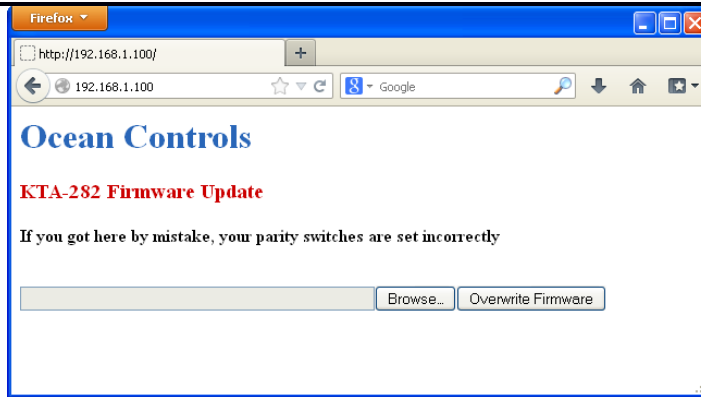 Firefox
http://192.168.1.100/
192.168.1.100
Google
Ocean Controls
KTA-282 Firmware Update
If you got here by mistake, your parity switches are set incorrectly
Browse...
Overwrite Firmware